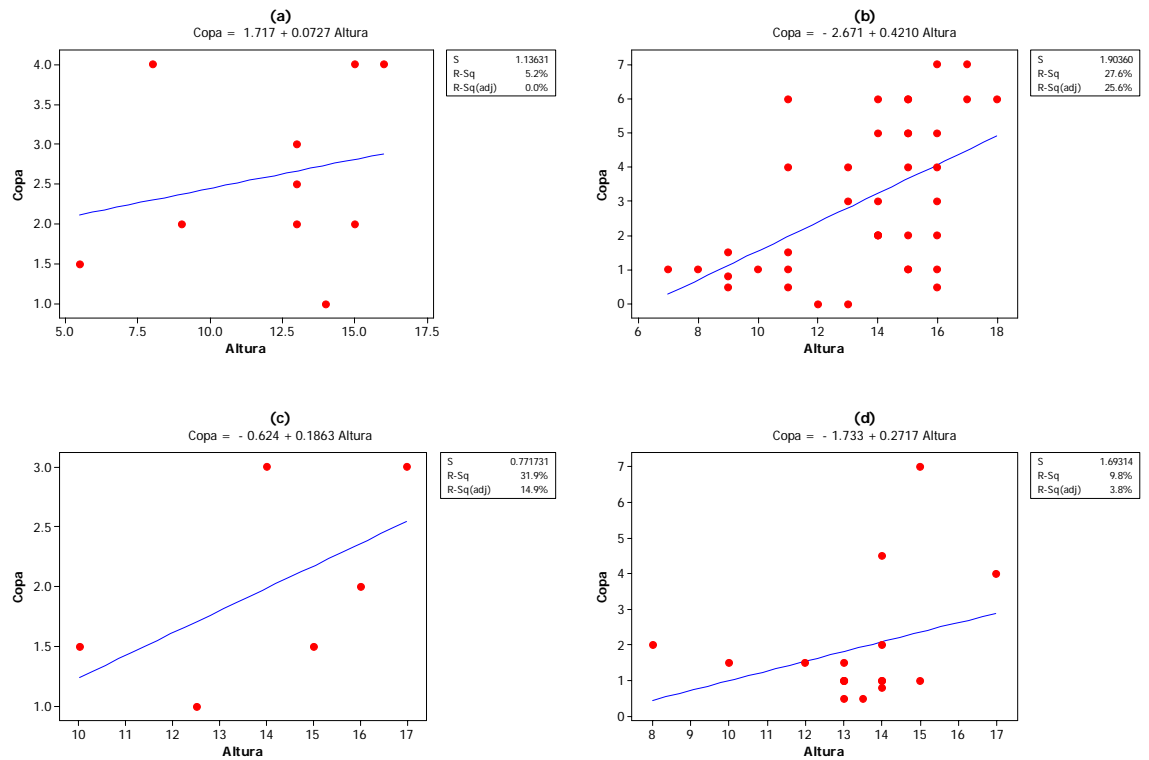 (a)
Copa = 1.717 + 0.0727 Altura
S 1.13631
R-Sq 5.2%
R-Sq(adj) 0.0%
4.0
3.5
3.0
2.5
2.0
1.5
1.0
Copa
5.0 7.5 10.0 12.5 15.0 17.5
Altura
(b)
Copa = - 2.671 + 0.4210 Altura
S 1.90360
R-Sq 27.6%
R-Sq(adj) 25.6%
7
6
5
4
3
2
1
0
Copa
6 8 10 12 14 16 18
Altura
(c)
Copa = - 0.624 + 0.1863 Altura
S 0.771731
R-Sq 31.9%
R-Sq(adj) 14.9%
3.0
2.5
2.0
1.5
1.0
Copa
10 11 12 13 14 15 16 17
Altura
(d)
Copa = - 1.733 + 0.2717 Altura
S 1.69314
R-Sq 9.8%
R-Sq(adj) 3.8%
7
6
5
4
3
2
1
0
Copa
8 9 10 11 12 13 14 15 16 17
Altura